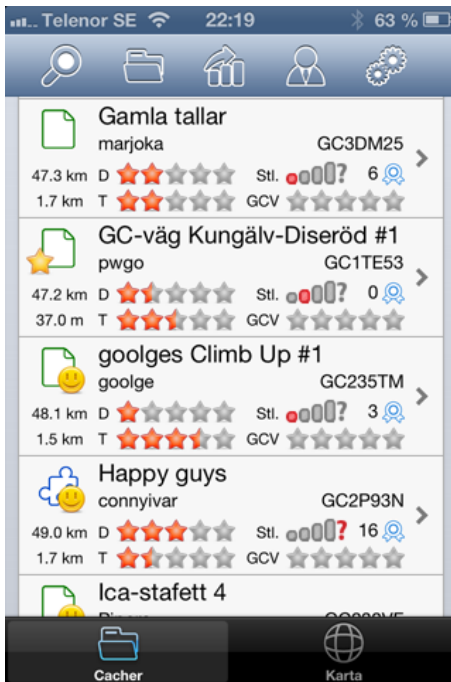 Telenor SE 22:19 63 %
Gamla tallar
marjoka GC3DM25
47.3 km D Stl. ? 6
1.7 km T GCV
GC-väg Kungälv-Diseröd #1
pwgo GC1TE53
47.2 km D Stl. ? 0
37.0 m T GCV
goolges Climb Up #1
goolge GC235TM
48.1 km D Stl. ? 3
1.5 km T GCV
Happy guys
connyivar GC2P93N
49.0 km D Stl. ? 16
1.7 km T GCV
Ica-stafett 4
Cacher Karta